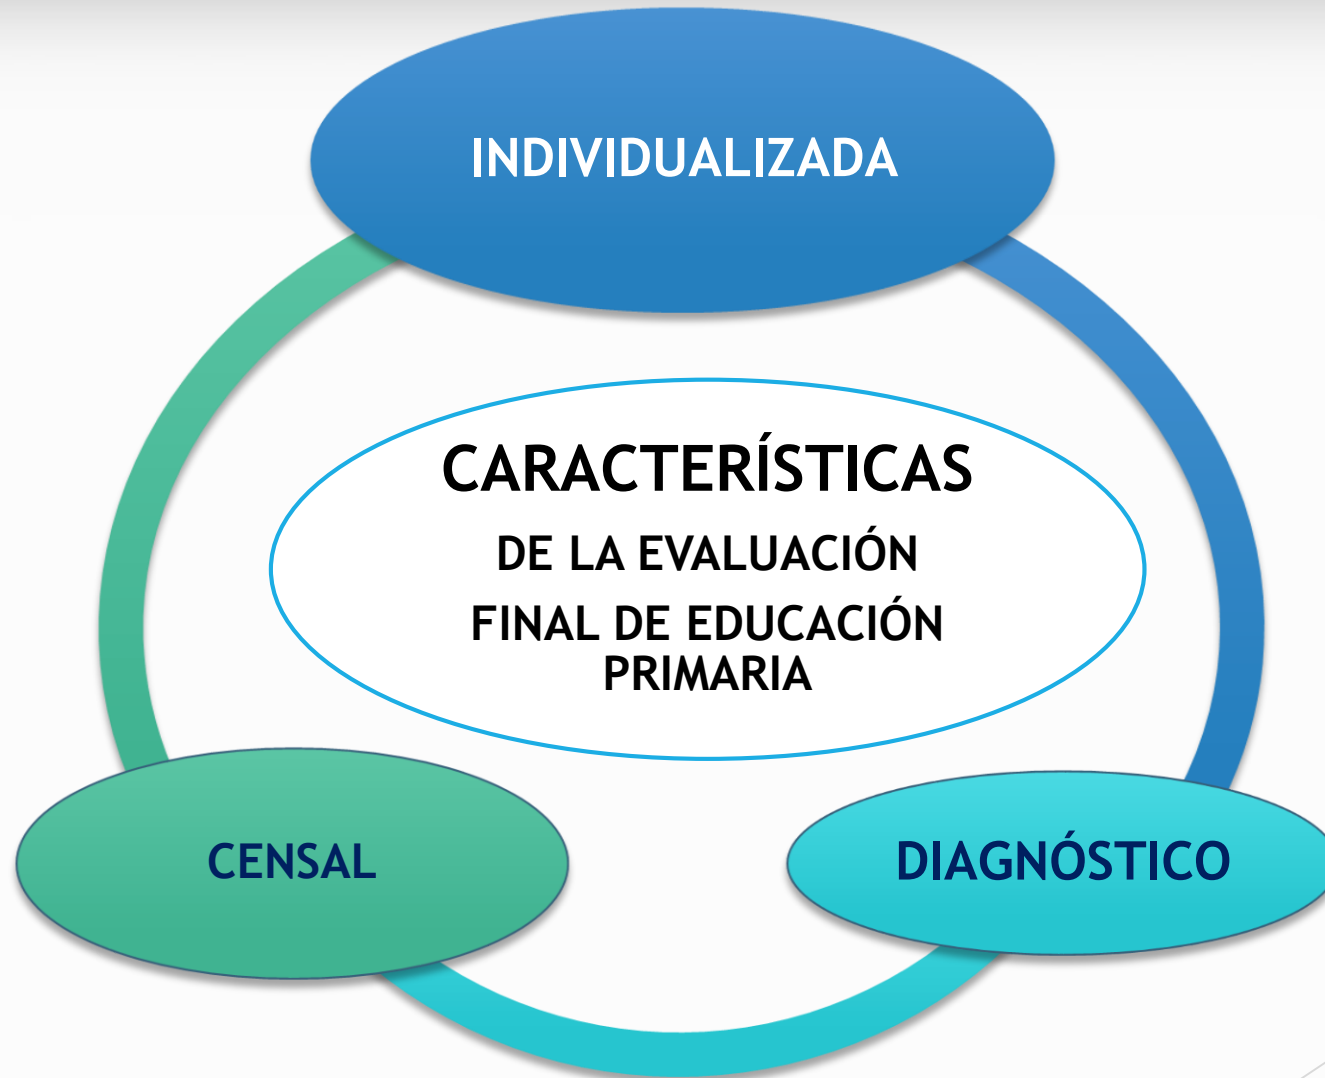 INDIVIDUALIZADA
CARACTERÍSTICAS
DE LA EVALUACIÓN
FINAL DE EDUCACIÓN
PRIMARIA
CENSAL
DIAGNÓSTICO